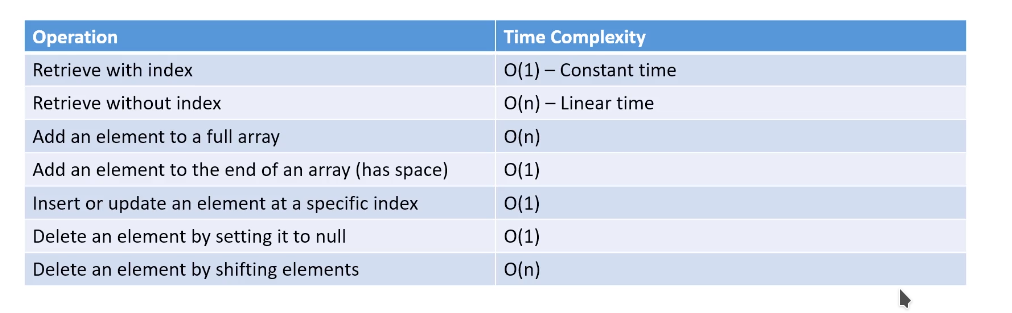 Operation Time Complexity
Retrieve with index O(1) – Constant time
Retrieve without index O(n) – Linear time
Add an element to a full array O(n)
Add an element to the end of an array (has space) O(1)
Insert or update an element at a specific index O(1)
Delete an element by setting it to null O(1)
Delete an element by shifting elements O(n)